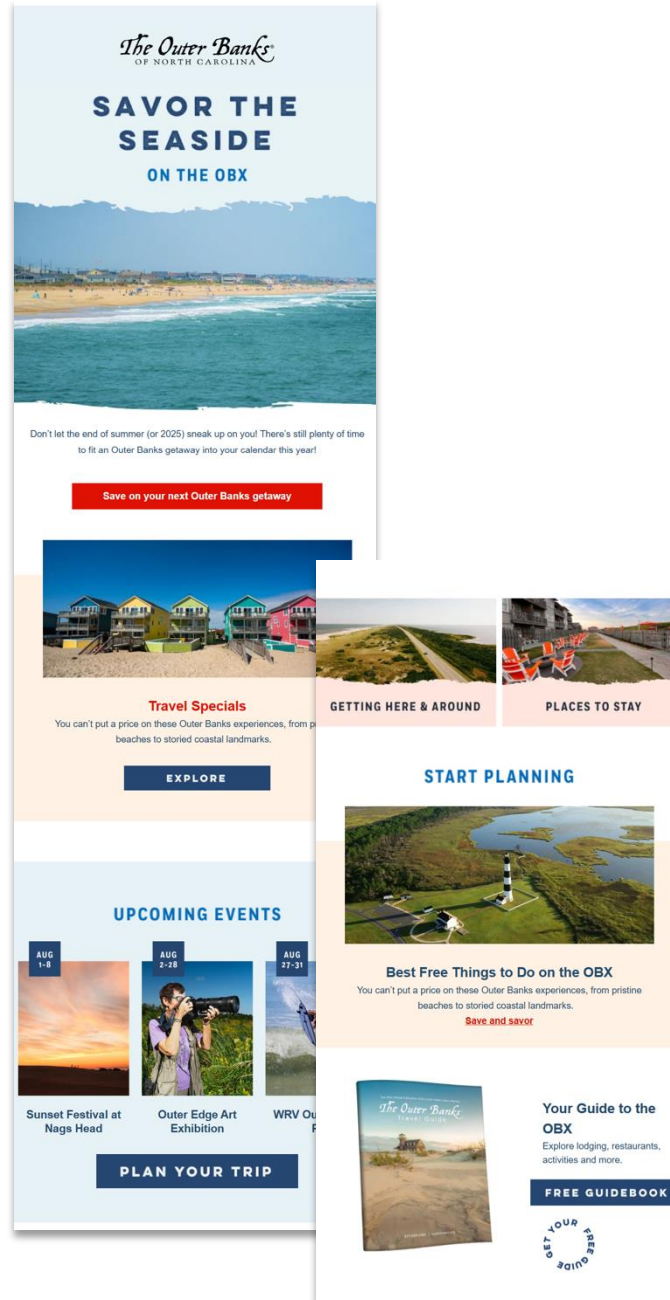 The Outer Banks
OF NORTH CAROLINA
SAVOR THE
SEASIDE
ON THE OBX
Don't let the end of summer (or 2025) sneak up on you! There's still plenty of time
to fit an Outer Banks getaway into your calendar this year!
Save on your next Outer Banks getaway
Travel Specials
You can't put a price on these Outer Banks experiences, from
beaches to storied coastal landmarks.
EXPLORE
UPCOMING EVENTS
AUG
1-8
AUG
2-28
AUG
27-31
Sunset Festival at
Nags Head
Outer Edge Art
Exhibition
WRV
PLAN YOUR TRIP
GETTING HERE & AROUND
PLACES TO STAY
START PLANNING
Best Free Things to Do on the OBX
You can't put a price on these Outer Banks experiences, from pristine
beaches to storied coastal landmarks.
Save and savor
The Outer Banks
Travel Guide
Your Guide to the
OBX
Explore lodging, restaurants,
activities and more.
FREE GUIDEBOOK
GET YOUR FREE GUIDE